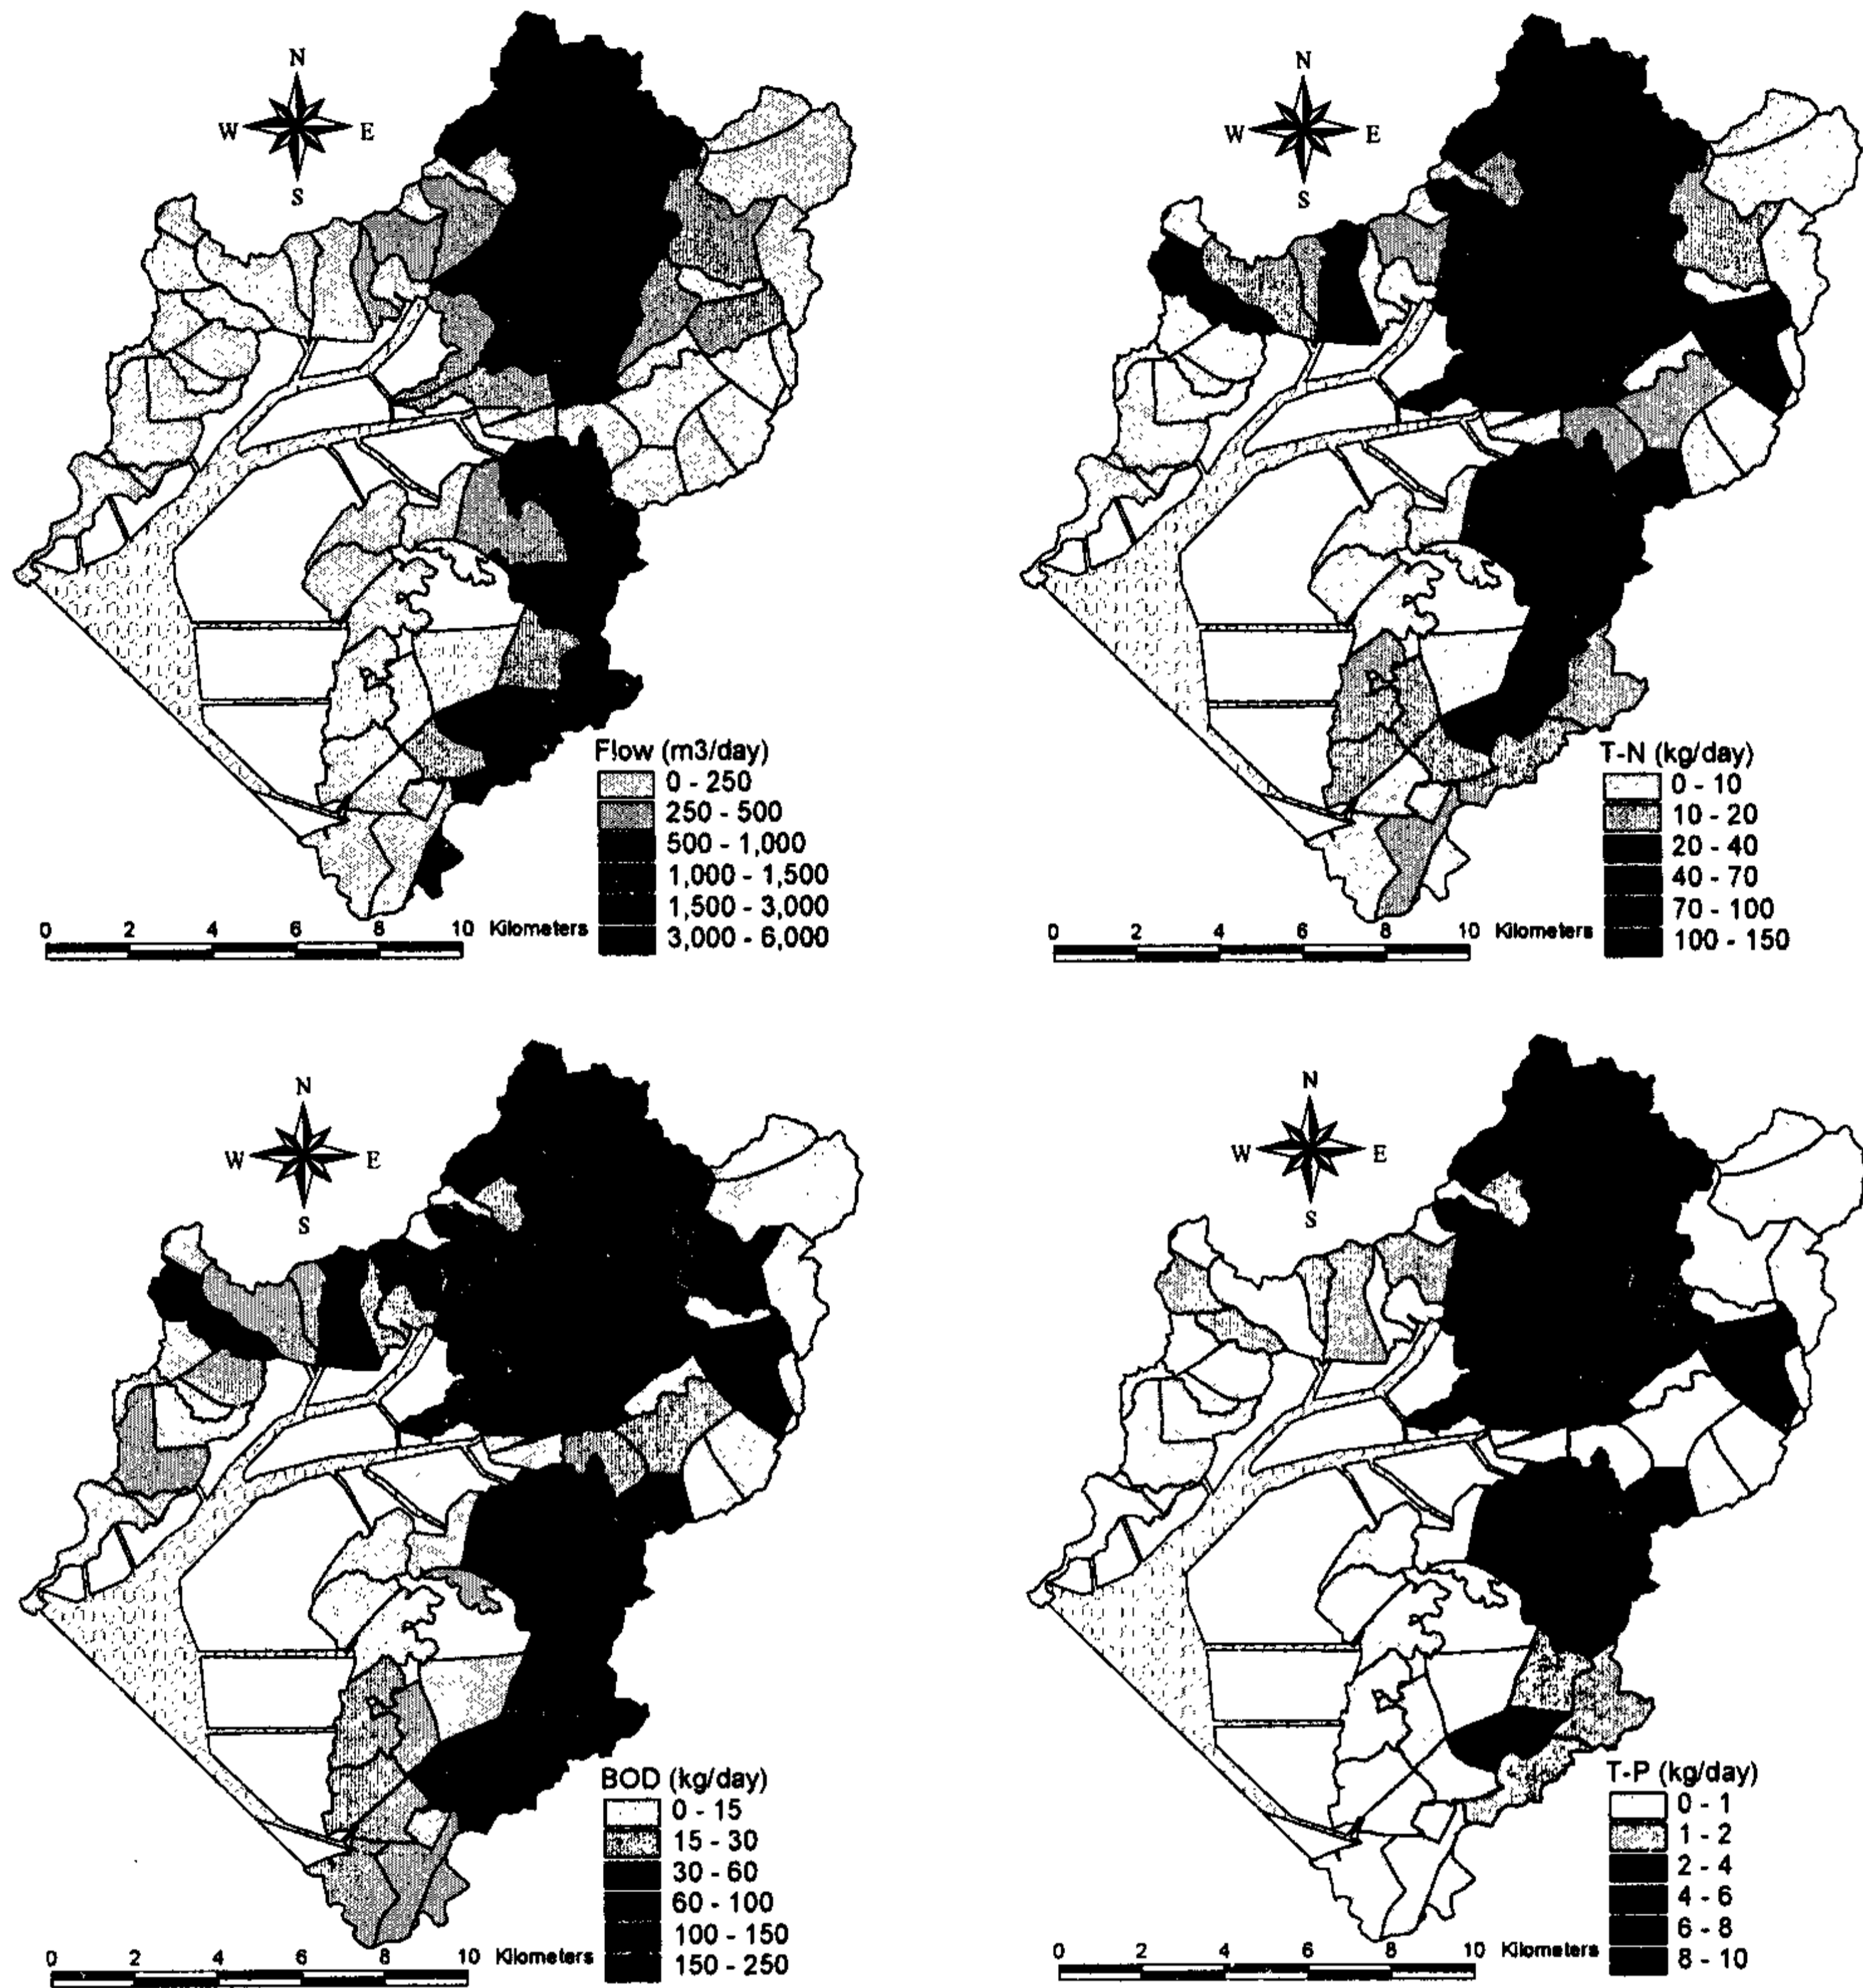 N
W E
S
Flow (m3/day)
0 - 250
250 - 500
500 - 1,000
1,000 - 1,500
1,500 - 3,000
3,000 - 6,000
0 2 4 6 8 10 Kilometers
N
W E
S
T-N (kg/day)
0 - 10
10 - 20
20 - 40
40 - 70
70 - 100
100 - 150
0 2 4 6 8 10 Kilometers
N
W E
S
BOD (kg/day)
0 - 15
15 - 30
30 - 60
60 - 100
100 - 150
150 - 250
0 2 4 6 8 10 Kilometers
N
W E
S
T-P (kg/day)
0 - 1
1 - 2
2 - 4
4 - 6
6 - 8
8 - 10
0 2 4 6 8 10 Kilometers